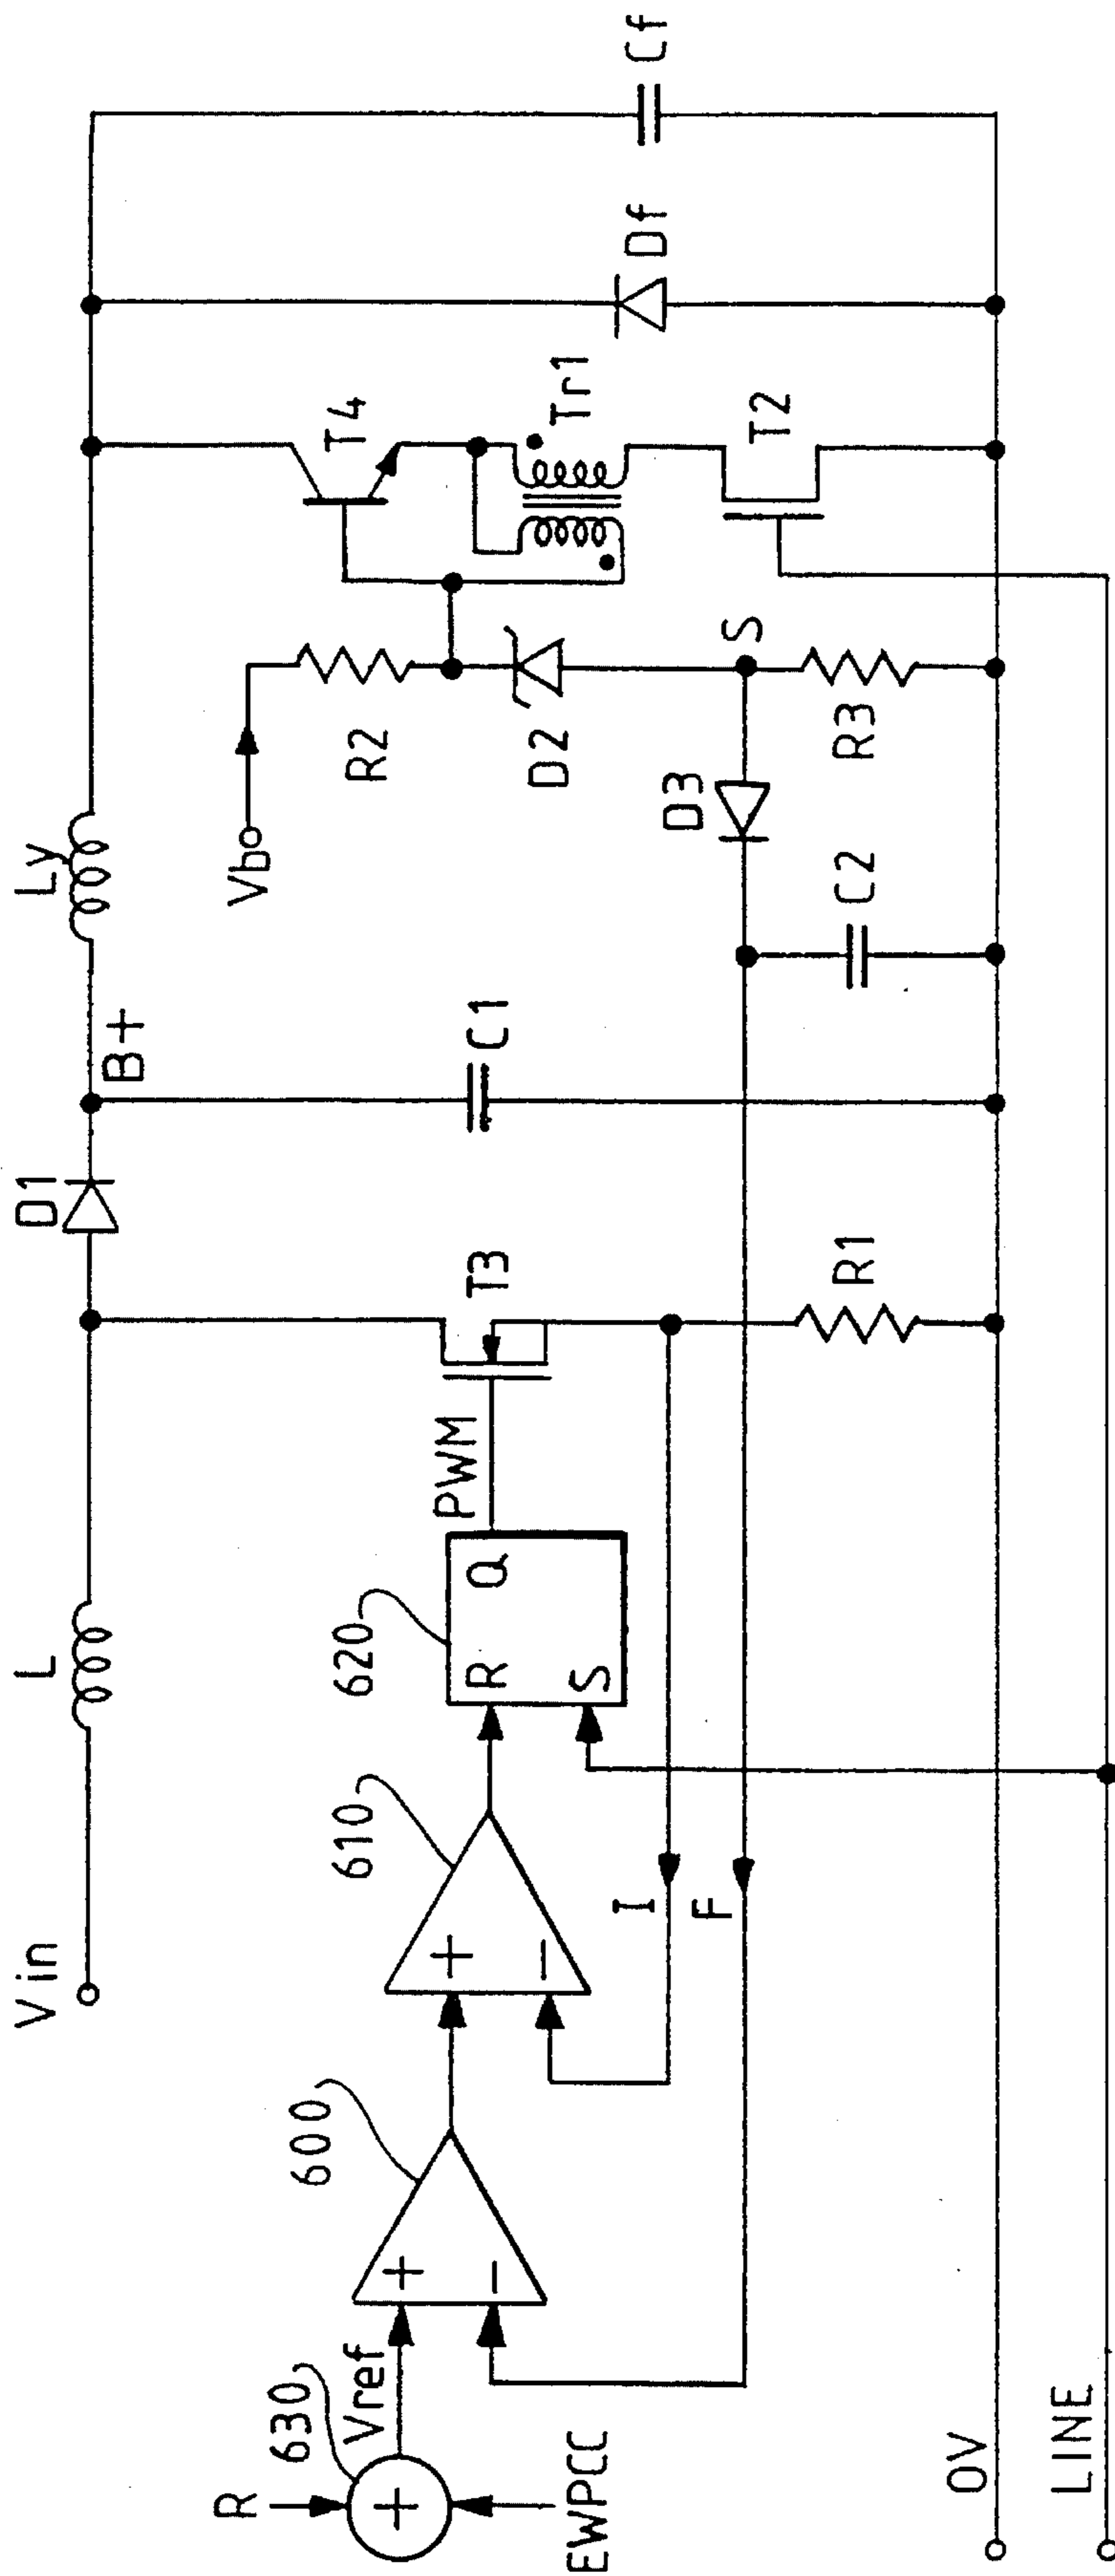 Vin
L
D1
B+
Ly
Cf
Df
T4
Tr1
T2
Vb
R2
D2
S
R3
D3
C2
C1
T3
R1
PWM
620
R
Q
S
610
+
−
I
F
600
+
−
630
Vref
R
+
EWPCC
0V
LINE